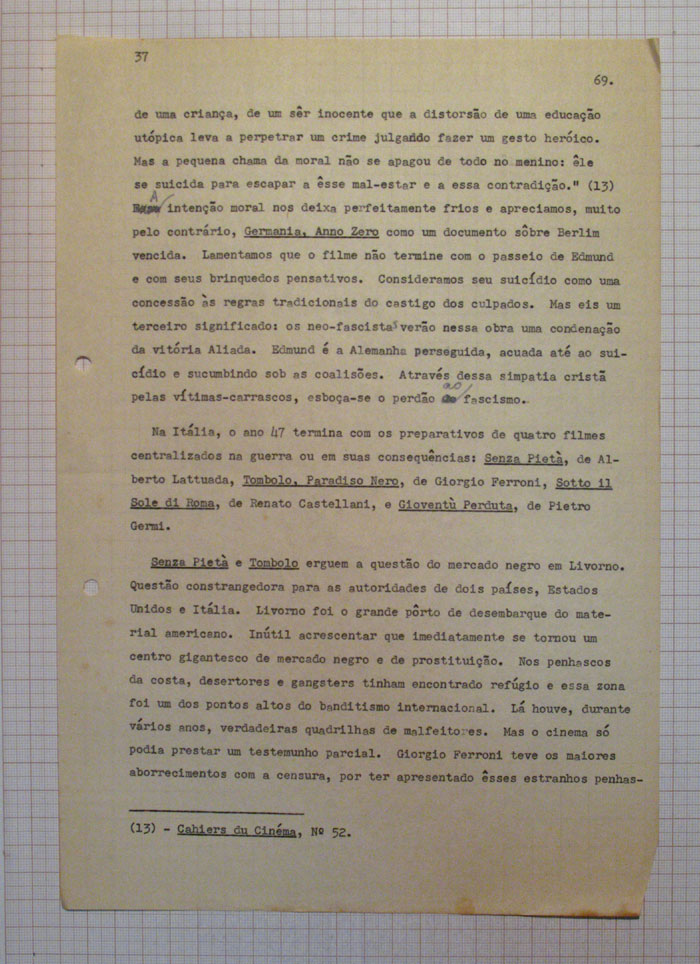 37
69.
de uma criança, de um sêr inocente que a distorsão de uma educação
utópica leva a perpetrar um crime julgando fazer um gesto heróico.
Mas a pequena chama da moral não se apagou de todo no menino: êle
se suicida para escapar a êsse mal-estar e a essa contradição." (13)
A intenção moral nos deixa perfeitamente frios e apreciamos, muito
pelo contrário, Germania, Anno Zero como um documento sôbre Berlim
vencida. Lamentamos que o filme não termine com o passeio de Edmund
e com seus brinquedos pensativos. Consideramos seu suicídio como uma
concessão às regras tradicionais do castigo dos culpados. Mas eis um
terceiro significado: os neo-fascistas verão nessa obra uma condenação
da vitória Aliada. Edmund é a Alemanha perseguida, acuada até ao sui-
cídio e sucumbindo sob as coalisões. Através dessa simpatia cristã
pelas vítimas-carrascos, esboça-se o perdão ao fascismo.
Na Itália, o ano 47 termina com os preparativos de quatro filmes
centralizados na guerra ou em suas consequências: Senza Pietà, de Al-
berto Lattuada, Tombolo, Paradiso Nero, de Giorgio Ferroni, Sotto il
Sole di Roma, de Renato Castellani, e Gioventù Perduta, de Pietro
Germi.
Senza Pietà e Tombolo erguem a questão do mercado negro em Livorno.
Questão constrangedora para as autoridades de dois países, Estados
Unidos e Itália. Livorno foi o grande pôrto de desembarque do mate-
rial americano. Inútil acrescentar que imediatamente se tornou um
centro gigantesco de mercado negro e de prostituição. Nos penhascos
da costa, desertores e gangsters tinham encontrado refúgio e essa zona
foi um dos pontos altos do banditismo internacional. Lá houve, durante
vários anos, verdadeiras quadrilhas de malfeitores. Mas o cinema só
podia prestar um testemunho parcial. Giorgio Ferroni teve os maiores
aborrecimentos com a censura, por ter apresentado êsses estranhos penhas-
(13) - Cahiers du Cinéma, Nº 52.